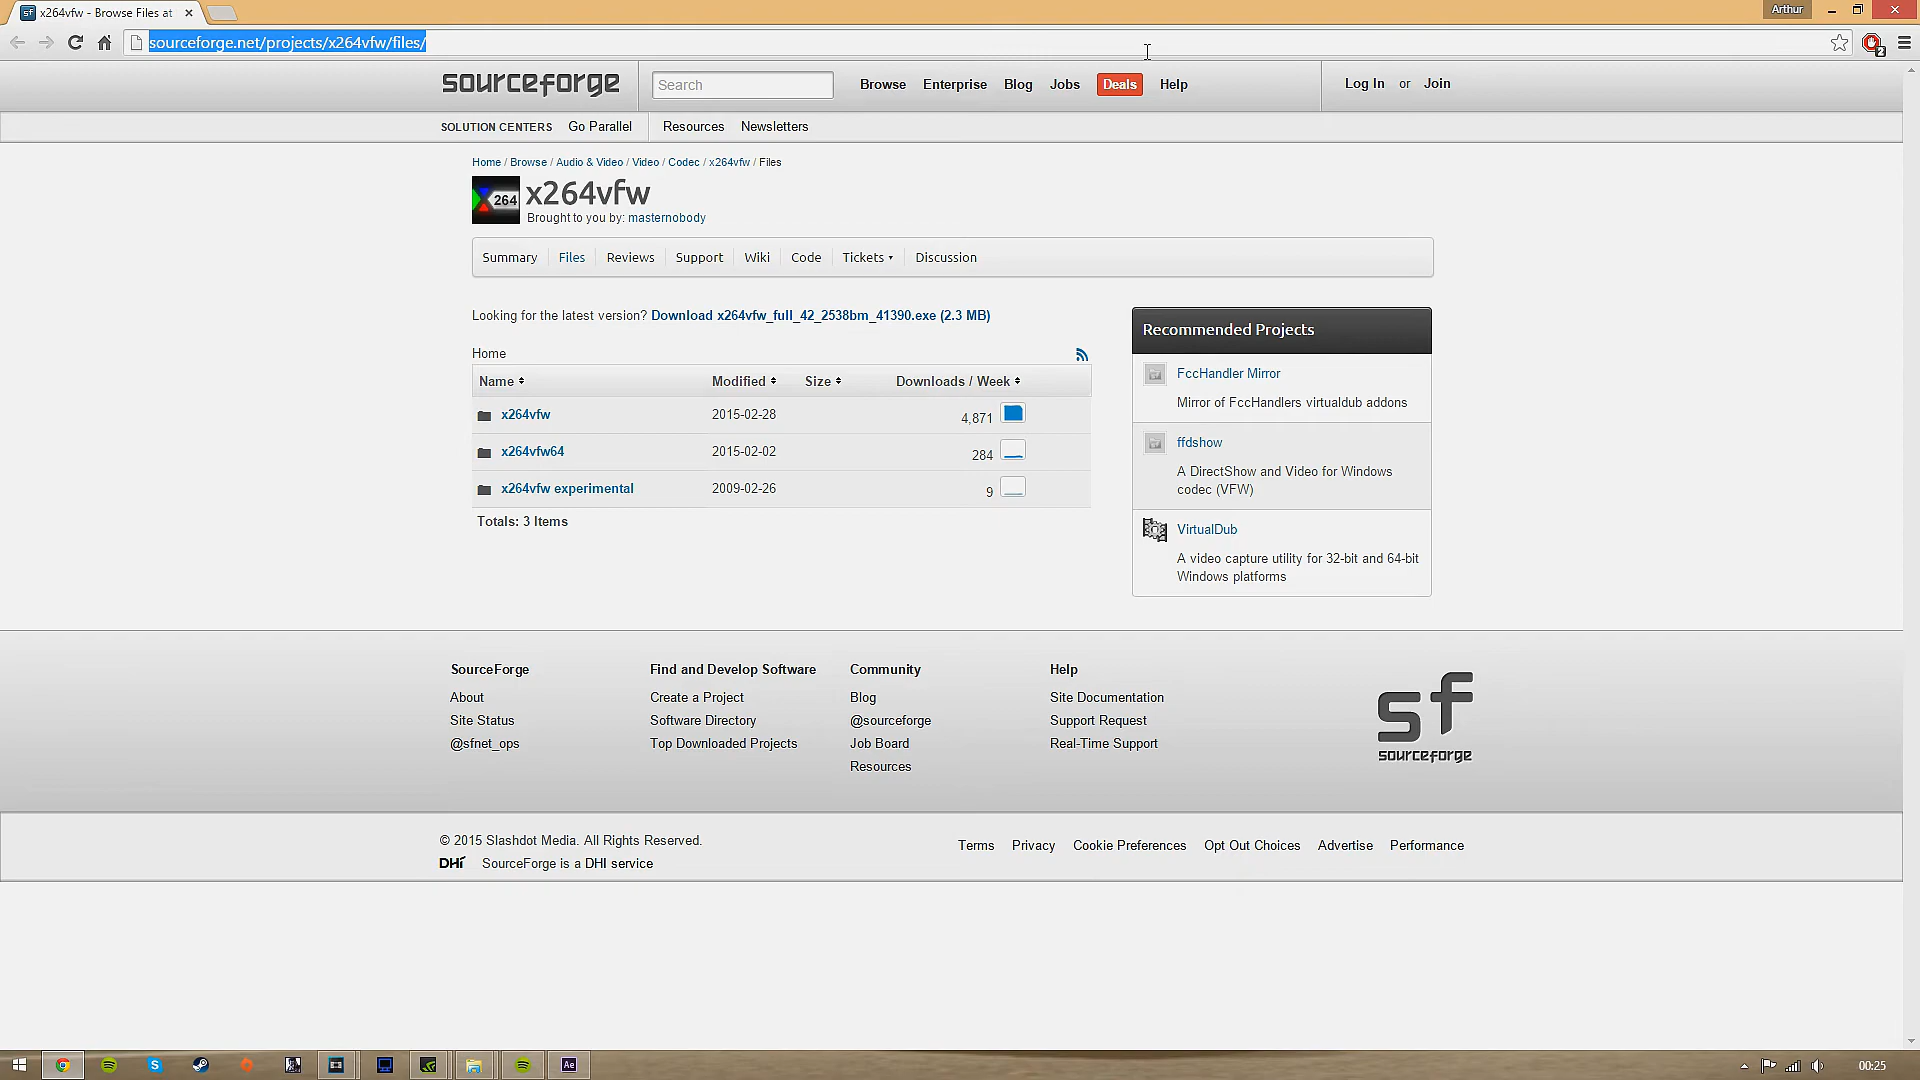 x264vfw - Browse Files at
Arthur
sourceforge.net/projects/x264vfw/files/
2
sourceforge
Search
Browse
Enterprise
Blog
Jobs
Deals
Help
Log In or Join
SOLUTION CENTERS
Go Parallel
Resources
Newsletters
Home / Browse / Audio & Video / Video / Codec / x264vfw / Files
264
x264vfw
Brought to you by: masternobody
Summary
Files
Reviews
Support
Wiki
Code
Tickets
Discussion
Looking for the latest version? Download x264vfw_full_42_2538bm_41390.exe (2.3 MB)
Home
Name Modified Size Downloads / Week
x264vfw 2015-02-28 4,871
x264vfw64 2015-02-02 284
x264vfw experimental 2009-02-26 9
Totals: 3 Items
Recommended Projects
FccHandler Mirror
Mirror of FccHandlers virtualdub addons
ffdshow
A DirectShow and Video for Windows
codec (VFW)
VirtualDub
A video capture utility for 32-bit and 64-bit
Windows platforms
SourceForge
About
Site Status
@sfnet_ops
Find and Develop Software
Create a Project
Software Directory
Top Downloaded Projects
Community
Blog
@sourceforge
Job Board
Resources
Help
Site Documentation
Support Request
Real-Time Support
sf
sourceforge
© 2015 Slashdot Media. All Rights Reserved.
DHI SourceForge is a DHI service
Terms
Privacy
Cookie Preferences
Opt Out Choices
Advertise
Performance
Ae
00:25